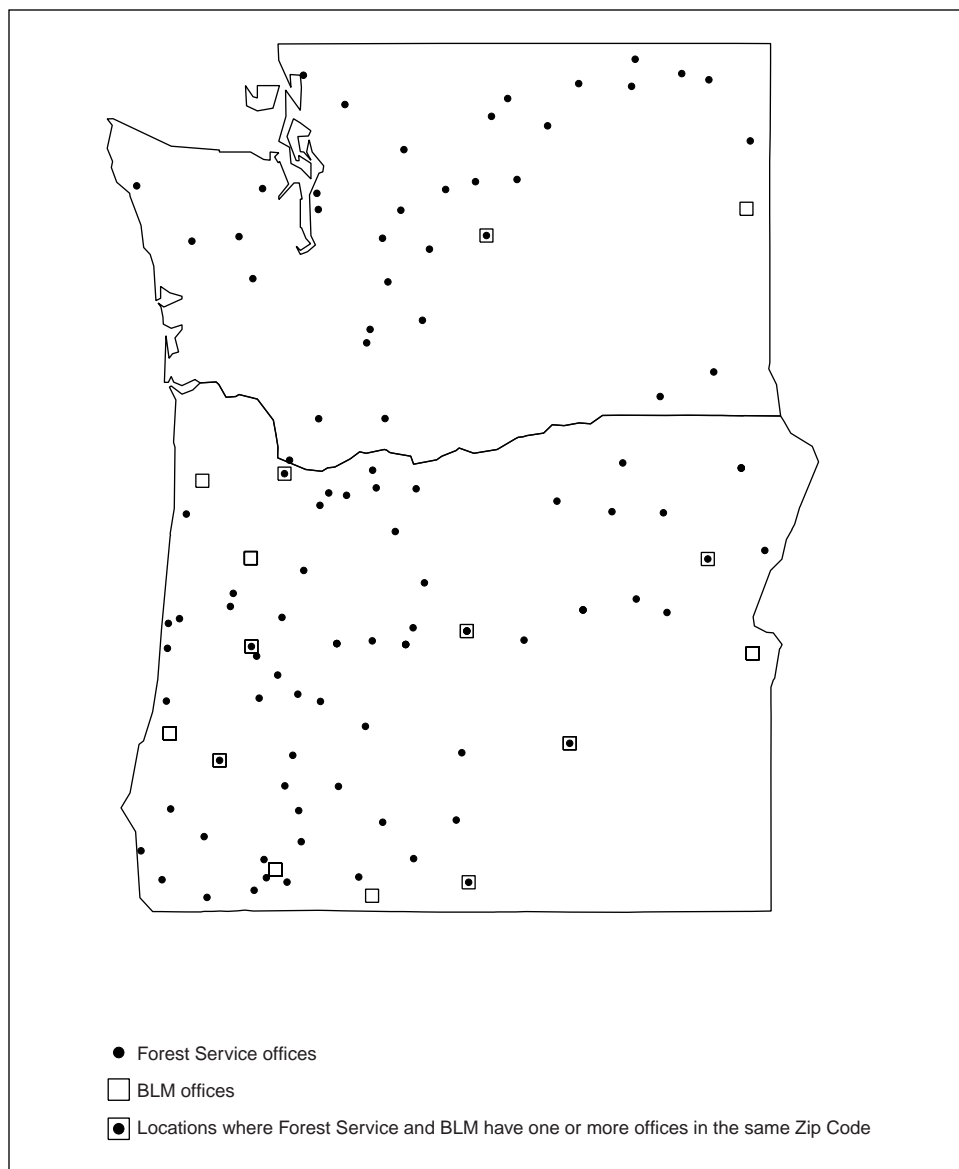 Forest Service offices
BLM offices
Locations where Forest Service and BLM have one or more offices in the same Zip Code